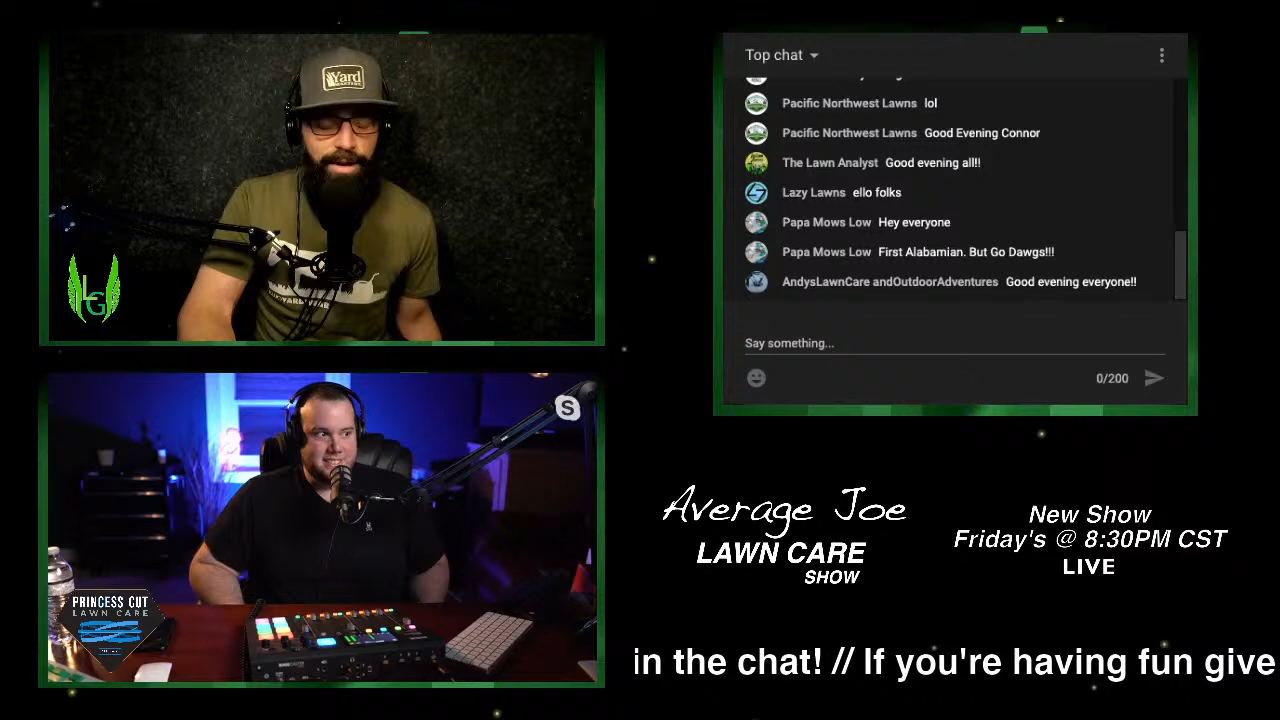 Yard
LG
Top chat
Pacific Northwest Lawns lol
Pacific Northwest Lawns Good Evening Connor
The Lawn Analyst Good evening all!!
Lazy Lawns ello folks
Papa Mows Low Hey everyone
Papa Mows Low First Alabamian. But Go Dawgs!!!
AndysLawnCare andOutdoorAdventures Good evening everyone!!
Say something...
0/200
S
PRINCESS CUT
LAWN CARE
Average Joe
LAWN CARE
SHOW
New Show
Friday's @ 8:30PM CST
LIVE
in the chat! // If you're having fun give